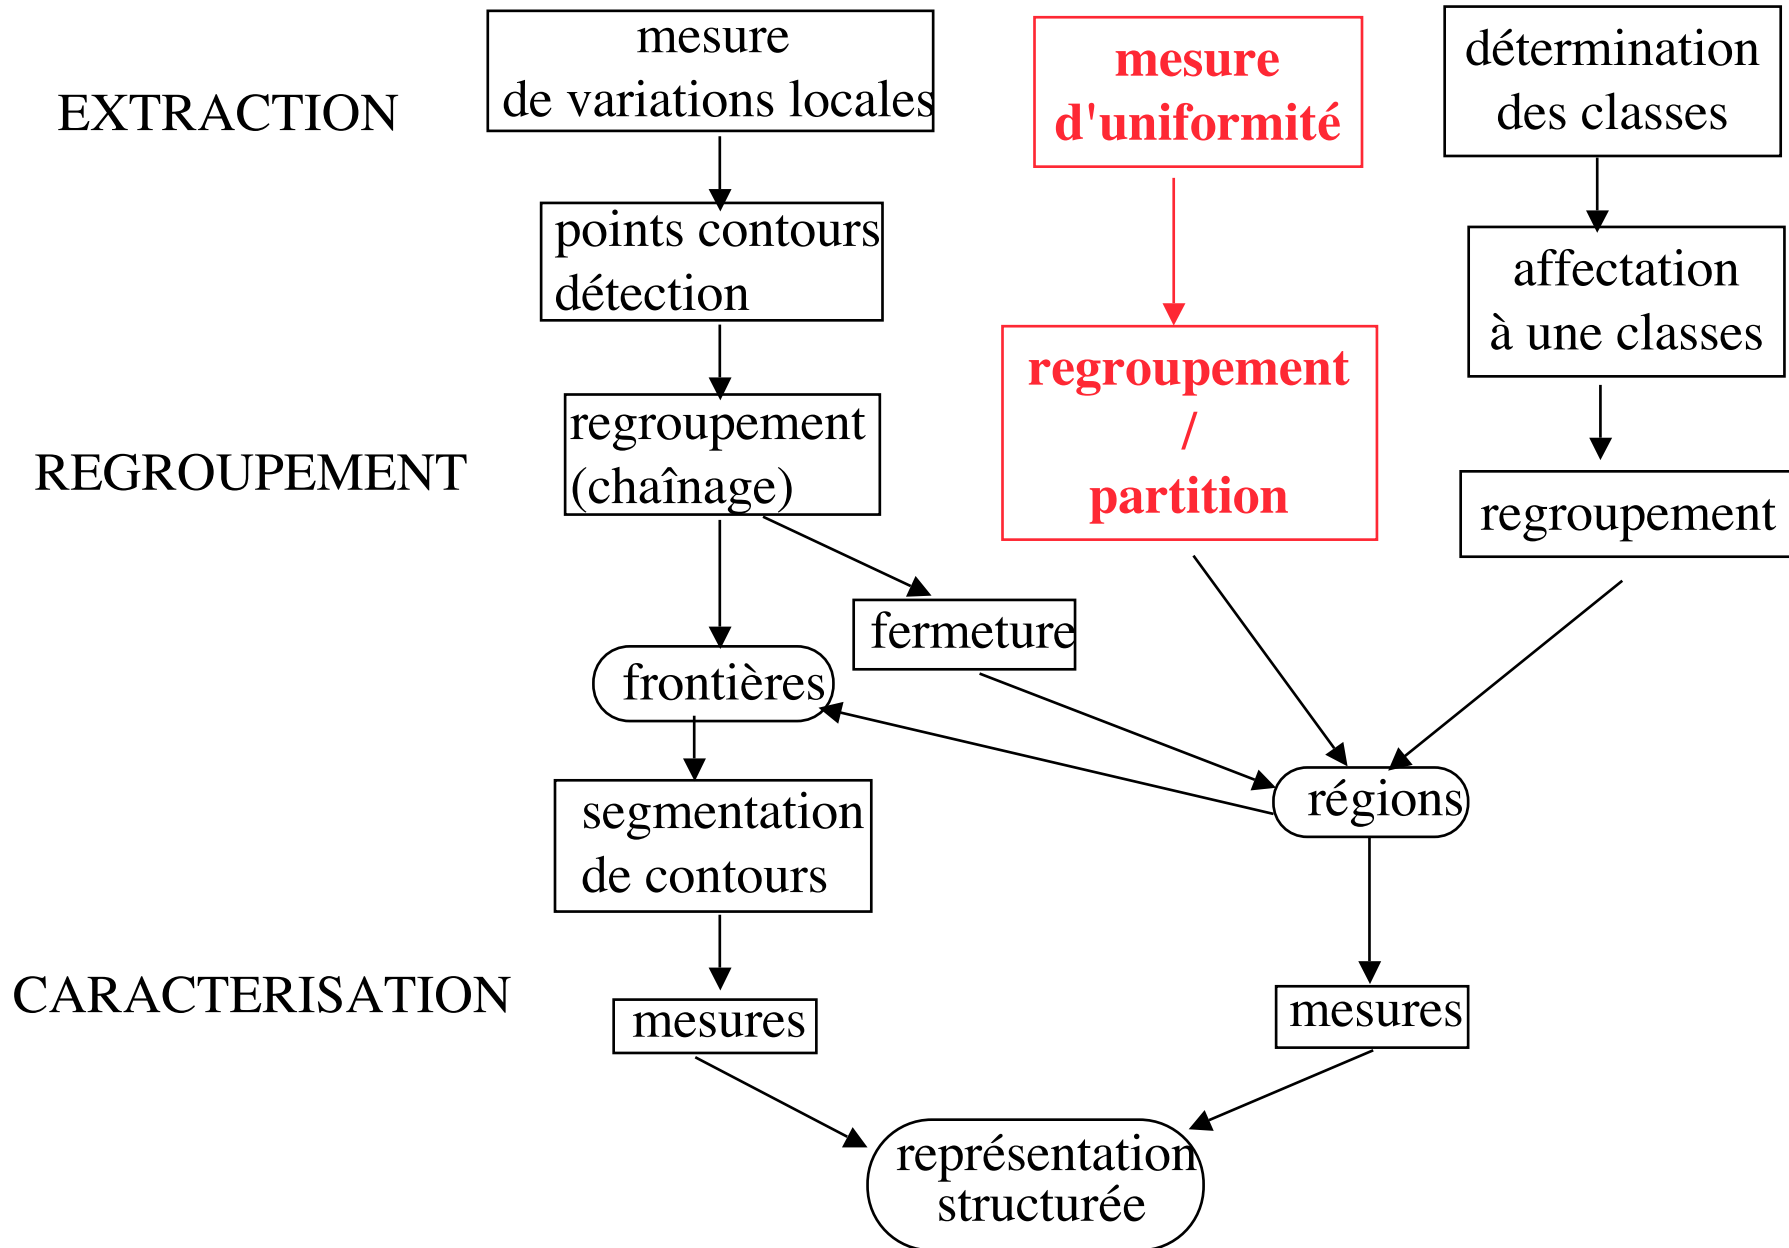 mesure
de variations locales
mesure
d'uniformité
détermination
des classes
EXTRACTION
points contours
détection
affectation
à une classes
regroupement
/
partition
regroupement
(chaînage)
REGROUPEMENT
regroupement
fermeture
frontières
régions
segmentation
de contours
CARACTERISATION
mesures
mesures
représentation
structurée